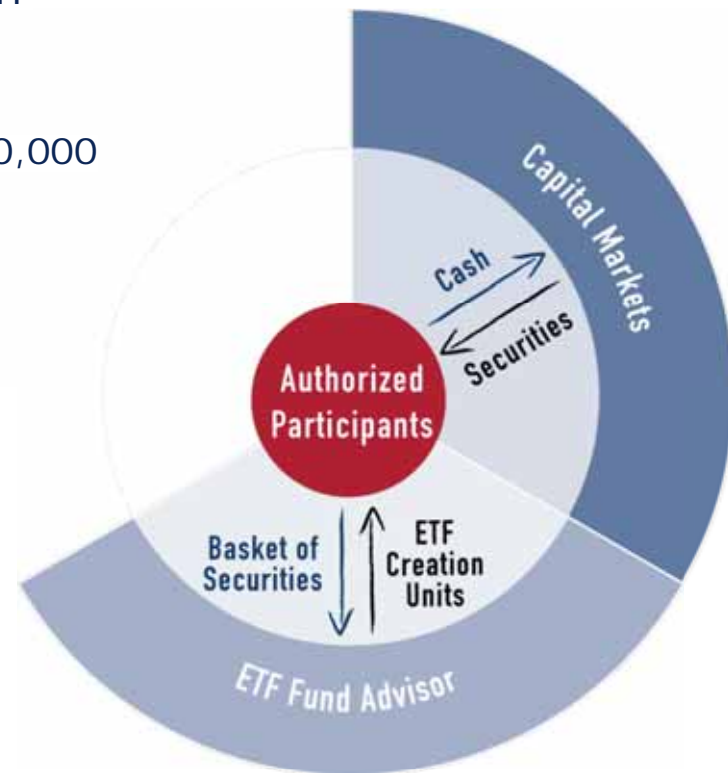 0,000
Capital Markets
Cash
Securities
Authorized
Participants
Basket of
Securities
ETF
Creation
Units
ETF Fund Advisor